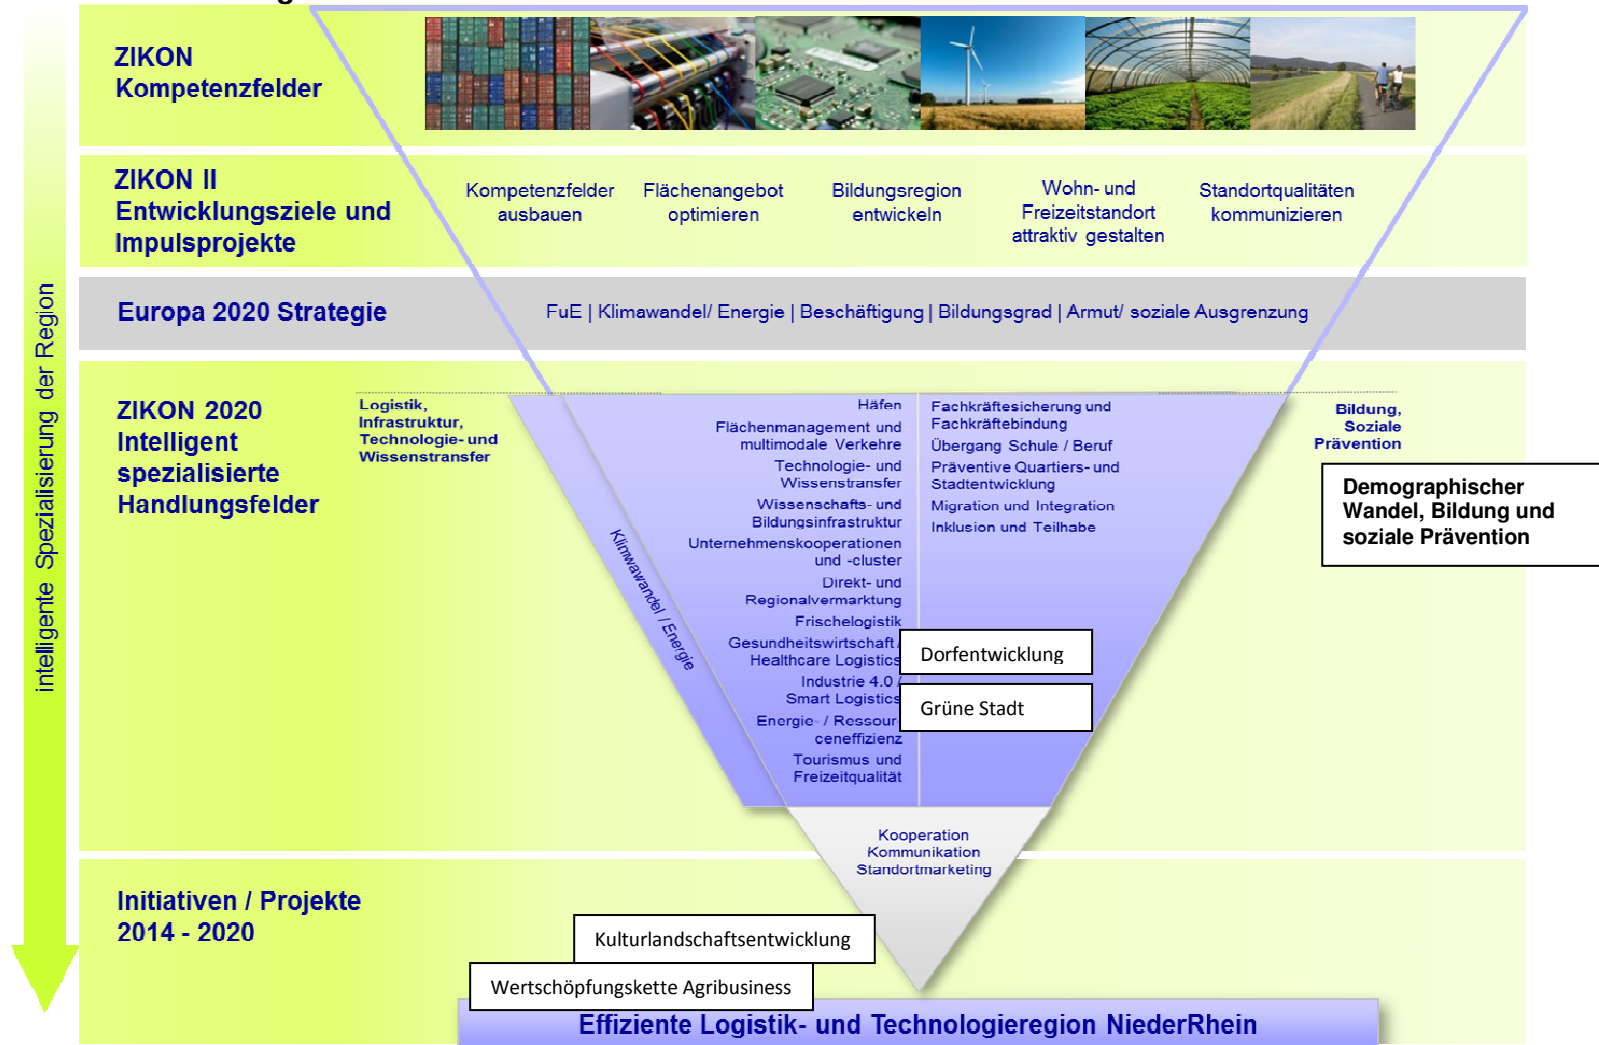 ZIKON
Kompetenzfelder
ZIKON II
Entwicklungsziele und
Impulsprojekte
Kompetenzfelder
ausbauen
Flächenangebot
optimieren
Bildungsregion
entwickeln
Wohn- und
Freizeitstandort
attraktiv gestalten
Standortqualitäten
kommunizieren
Europa 2020 Strategie
FuE | Klimawandel/ Energie | Beschäftigung | Bildungsgrad | Armut/ soziale Ausgrenzung
intelligente Spezialisierung der Region
ZIKON 2020
Intelligent
spezialisierte
Handlungsfelder
Logistik,
Infrastruktur,
Technologie- und
Wissenstransfer
Klimwawandel / Energie
Häfen
Flächenmanagement und
multimodale Verkehre
Technologie- und
Wissenstransfer
Wissenschafts- und
Bildungsinfrastruktur
Unternehmenskooperationen
und -cluster
Direkt- und
Regionalvermarktung
Frischelogistik
Gesundheitswirtschaft /
Healthcare Logistics
Industrie 4.0 /
Smart Logistics
Energie- / Ressour-
ceneffizienz
Tourismus und
Freizeitqualität
Fachkräftesicherung und
Fachkräftebindung
Übergang Schule / Beruf
Präventive Quartiers- und
Stadtentwicklung
Migration und Integration
Inklusion und Teilhabe
Dorfentwicklung
Grüne Stadt
Bildung,
Soziale
Prävention
Demographischer
Wandel, Bildung und
soziale Prävention
Kooperation
Kommunikation
Standortmarketing
Initiativen / Projekte
2014 - 2020
Kulturlandschaftsentwicklung
Wertschöpfungskette Agribusiness
Effiziente Logistik- und Technologieregion NiederRhein